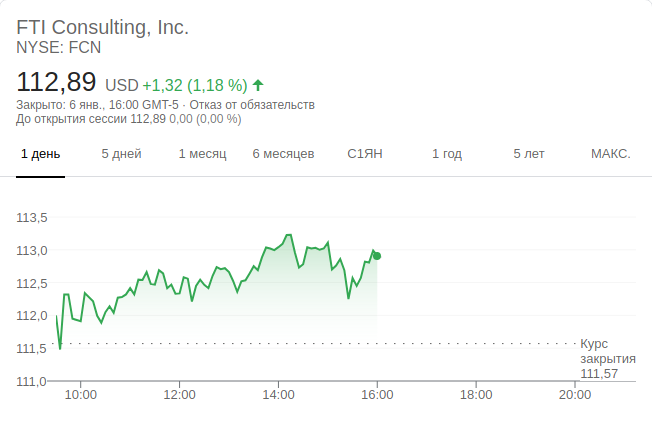 FTI Consulting, Inc.
NYSE: FCN
112,89 USD +1,32 (1,18 %)
Закрыто: 6 янв., 16:00 GMT-5 · Отказ от обязательств
До открытия сессии 112,89 0,00 (0,00 %)
1 день 5 дней 1 месяц 6 месяцев С1ЯН 1 год 5 лет МАКС.
113,5
113,0
112,5
112,0
111,5
111,0
Курс
закрытия
111,57
10:00 12:00 14:00 16:00 18:00 20:00